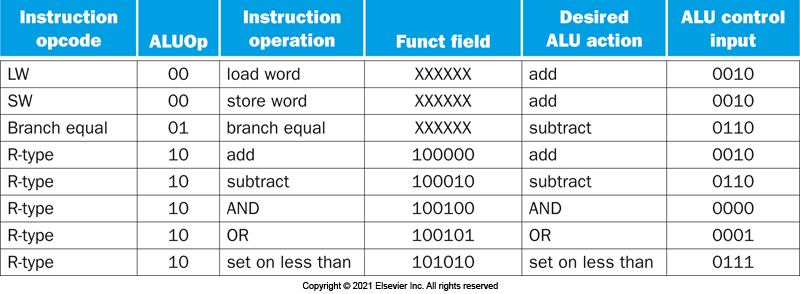 Instruction opcode ALUOp Instruction operation Funct field Desired ALU action ALU control input
LW 00 load word XXXXXX add 0010
SW 00 store word XXXXXX add 0010
Branch equal 01 branch equal XXXXXX subtract 0110
R-type 10 add 100000 add 0010
R-type 10 subtract 100010 subtract 0110
R-type 10 AND 100100 AND 0000
R-type 10 OR 100101 OR 0001
R-type 10 set on less than 101010 set on less than 0111
Copyright © 2021 Elsevier Inc. All rights reserved